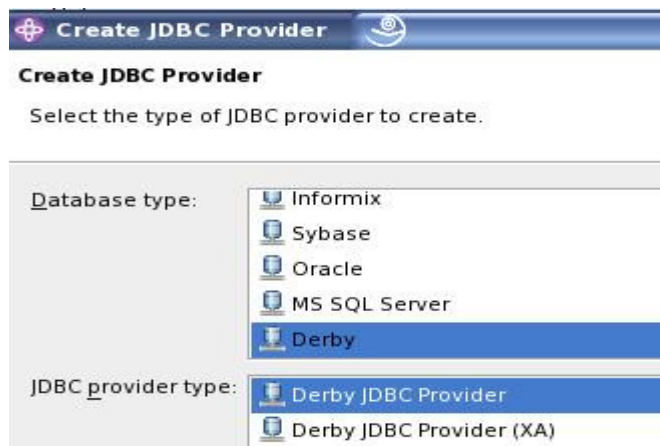 Create JDBC Provider
Create JDBC Provider
Select the type of JDBC provider to create.
Database type:
Informix
Sybase
Oracle
MS SQL Server
Derby
JDBC provider type:
Derby JDBC Provider
Derby JDBC Provider (XA)